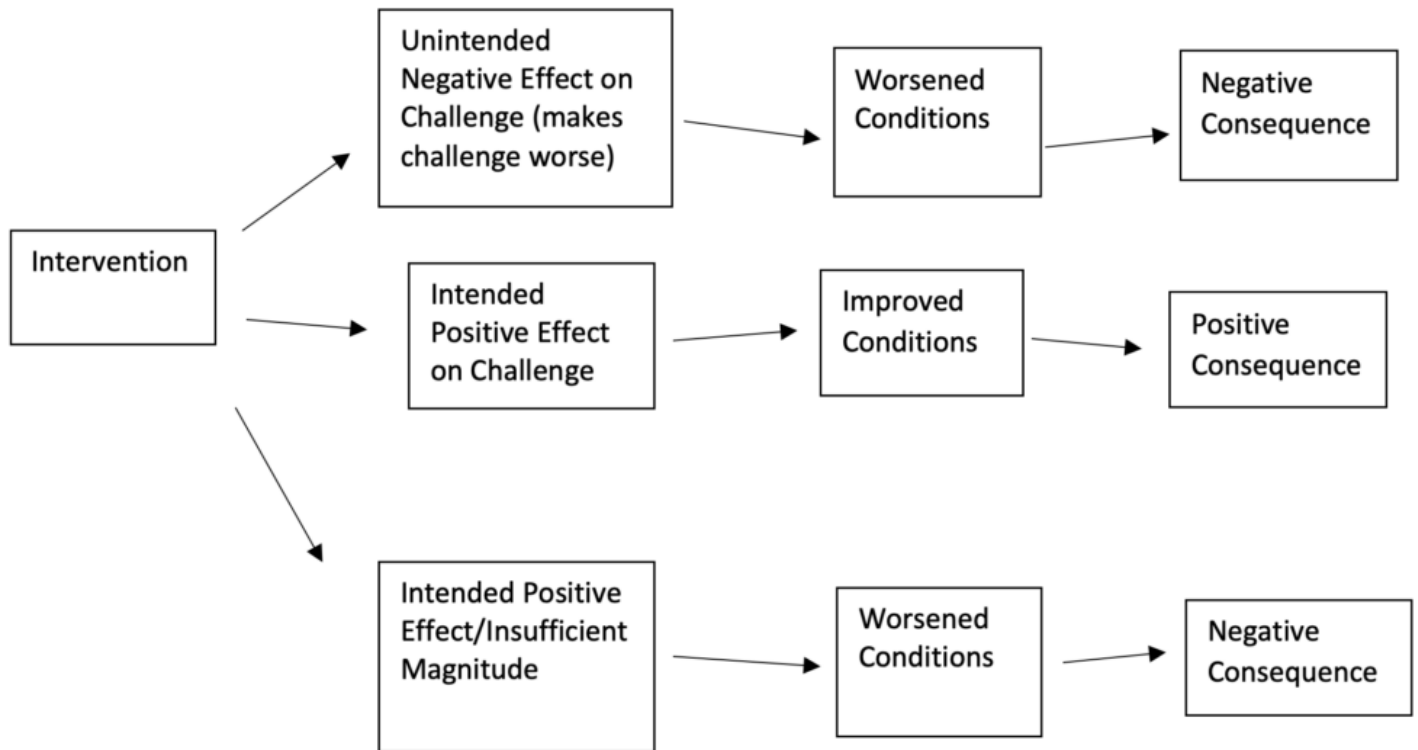 Unintended
Negative Effect on
Challenge (makes
challenge worse)
Worsened
Conditions
Negative
Consequence
Intervention
Intended
Positive Effect
on Challenge
Improved
Conditions
Positive
Consequence
Intended Positive
Effect/Insufficient
Magnitude
Worsened
Conditions
Negative
Consequence